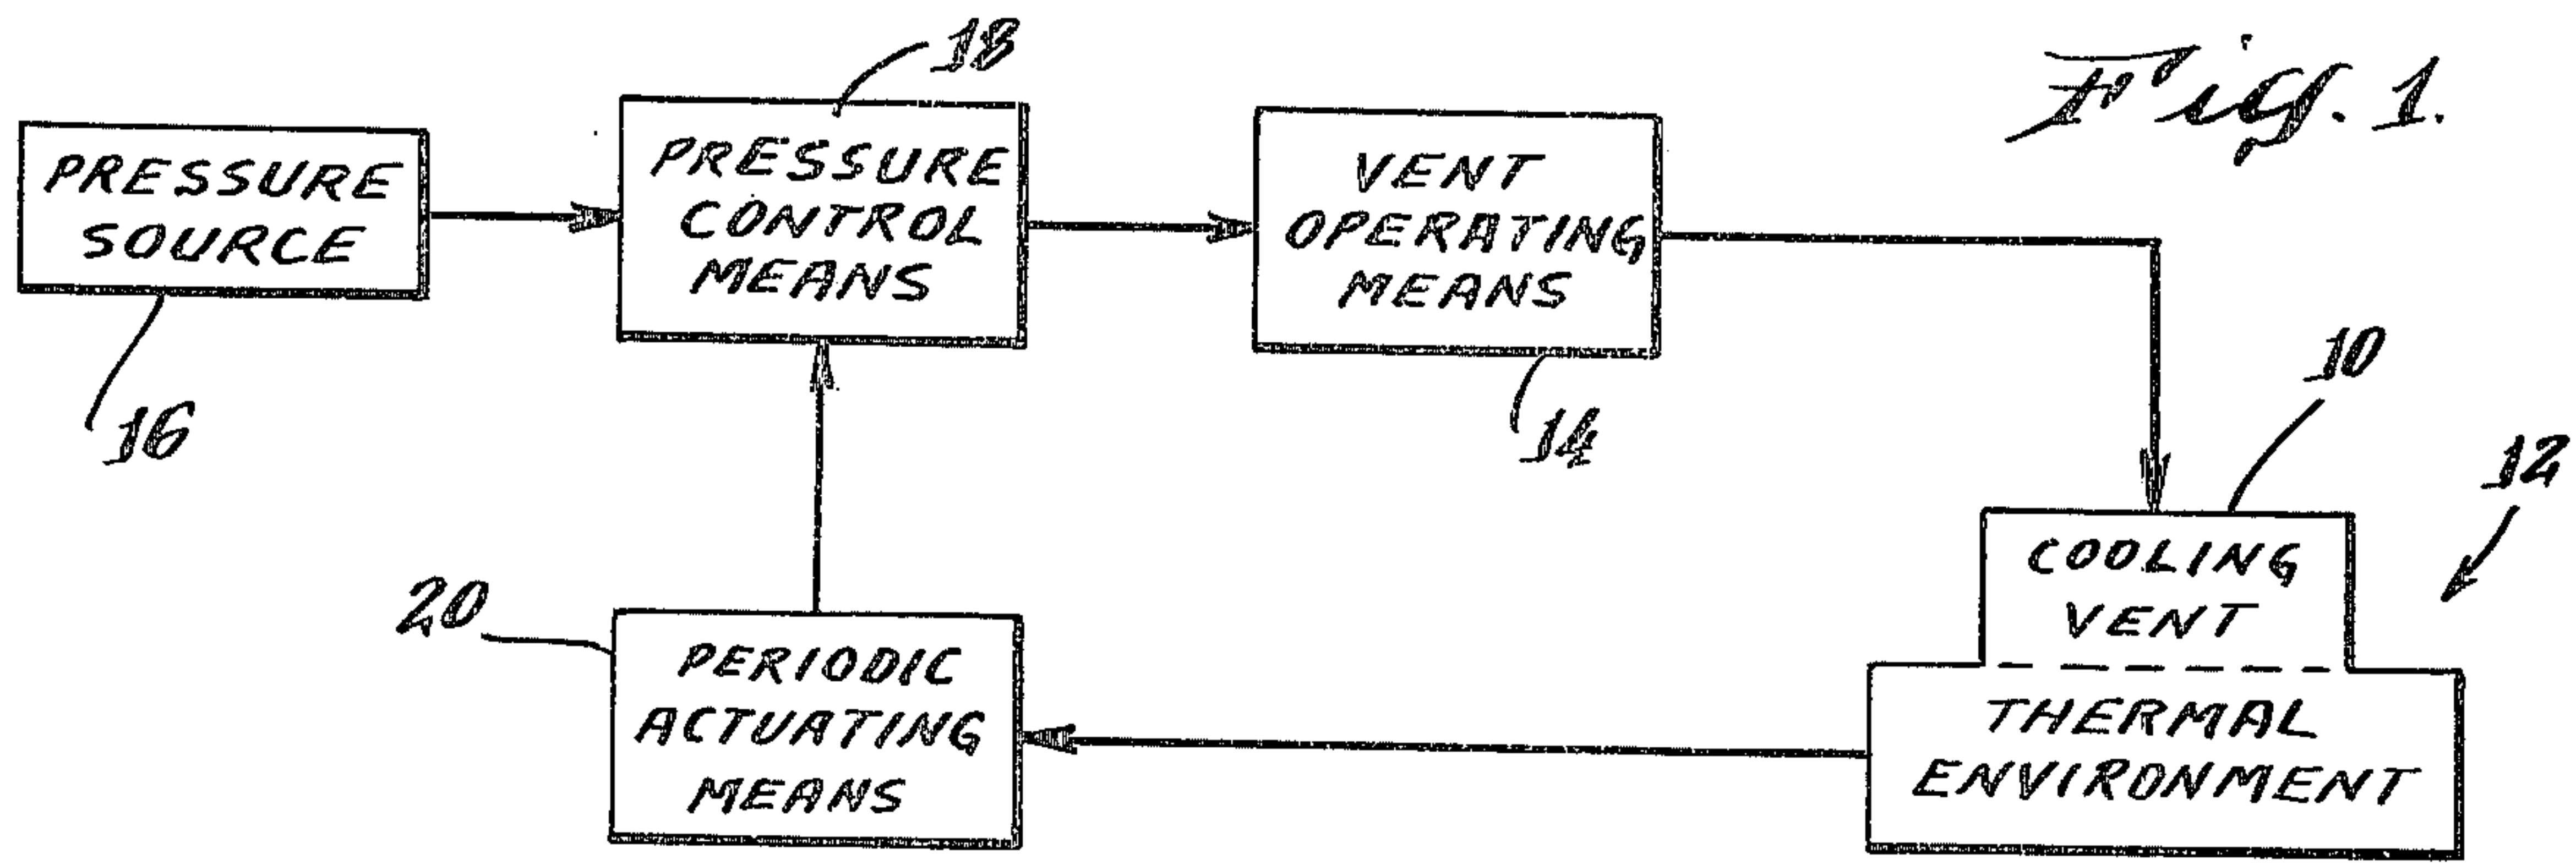 Fig. 1.
18
PRESSURE
SOURCE
16
PRESSURE
CONTROL
MEANS
VENT
OPERATING
MEANS
14
10
12
COOLING
VENT
THERMAL
ENVIRONMENT
20
PERIODIC
ACTUATING
MEANS